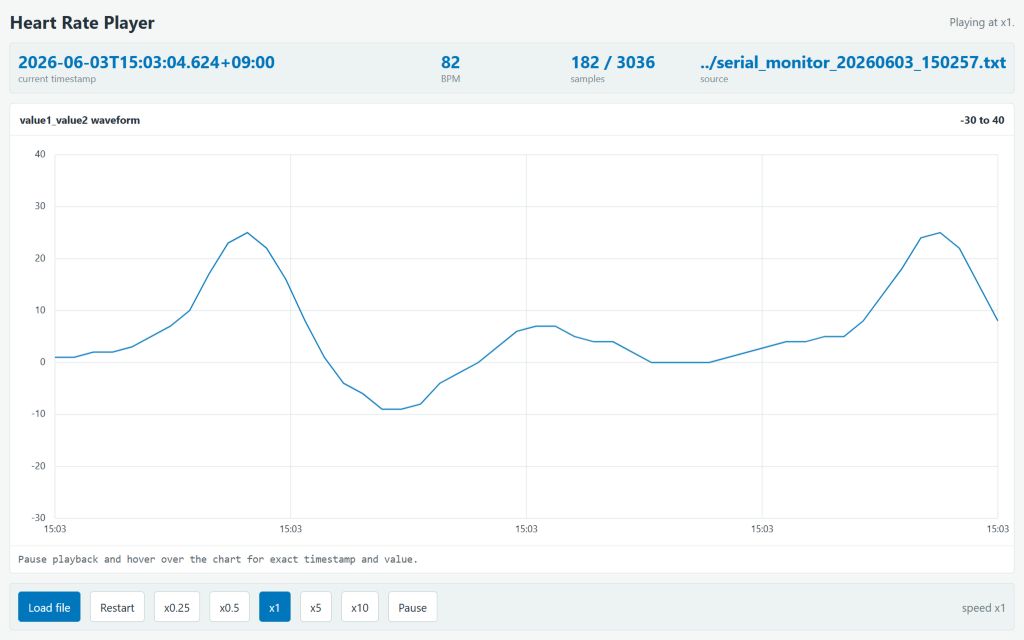 Heart Rate Player
Playing at x1.
2026-06-03T15:03:04.624+09:00
current timestamp
82
BPM
182 / 3036
samples
../serial_monitor_20260603_150257.txt
source
value1_value2 waveform
-30 to 40
40
30
20
10
0
-10
-20
-30
15:03 15:03 15:03 15:03 15:03
Pause playback and hover over the chart for exact timestamp and value.
Load file Restart x0.25 x0.5 x1 x5 x10 Pause
speed x1